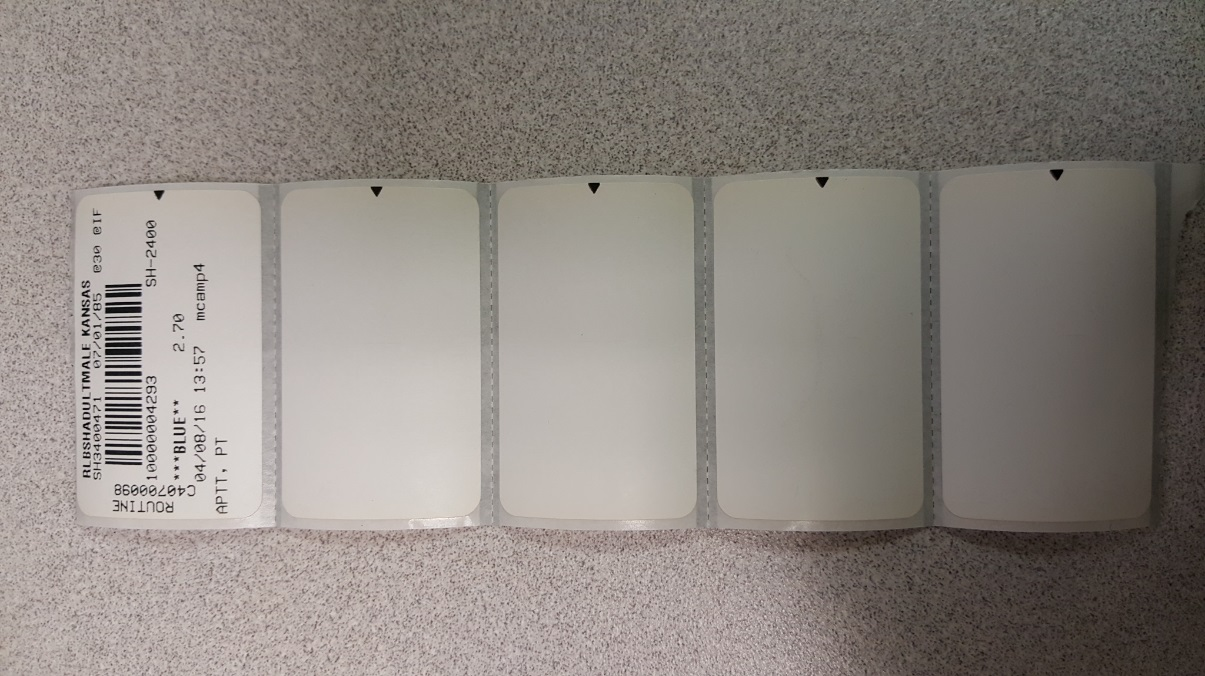 RLBSHADULTMALE KANSAS
SH3400471 07/01/85 030 @IF
10000004293 SH-2400
***BLUE** 2.70
04/08/16 13:57 mcamp4
APTT, PT
ROUTINE
C40700098